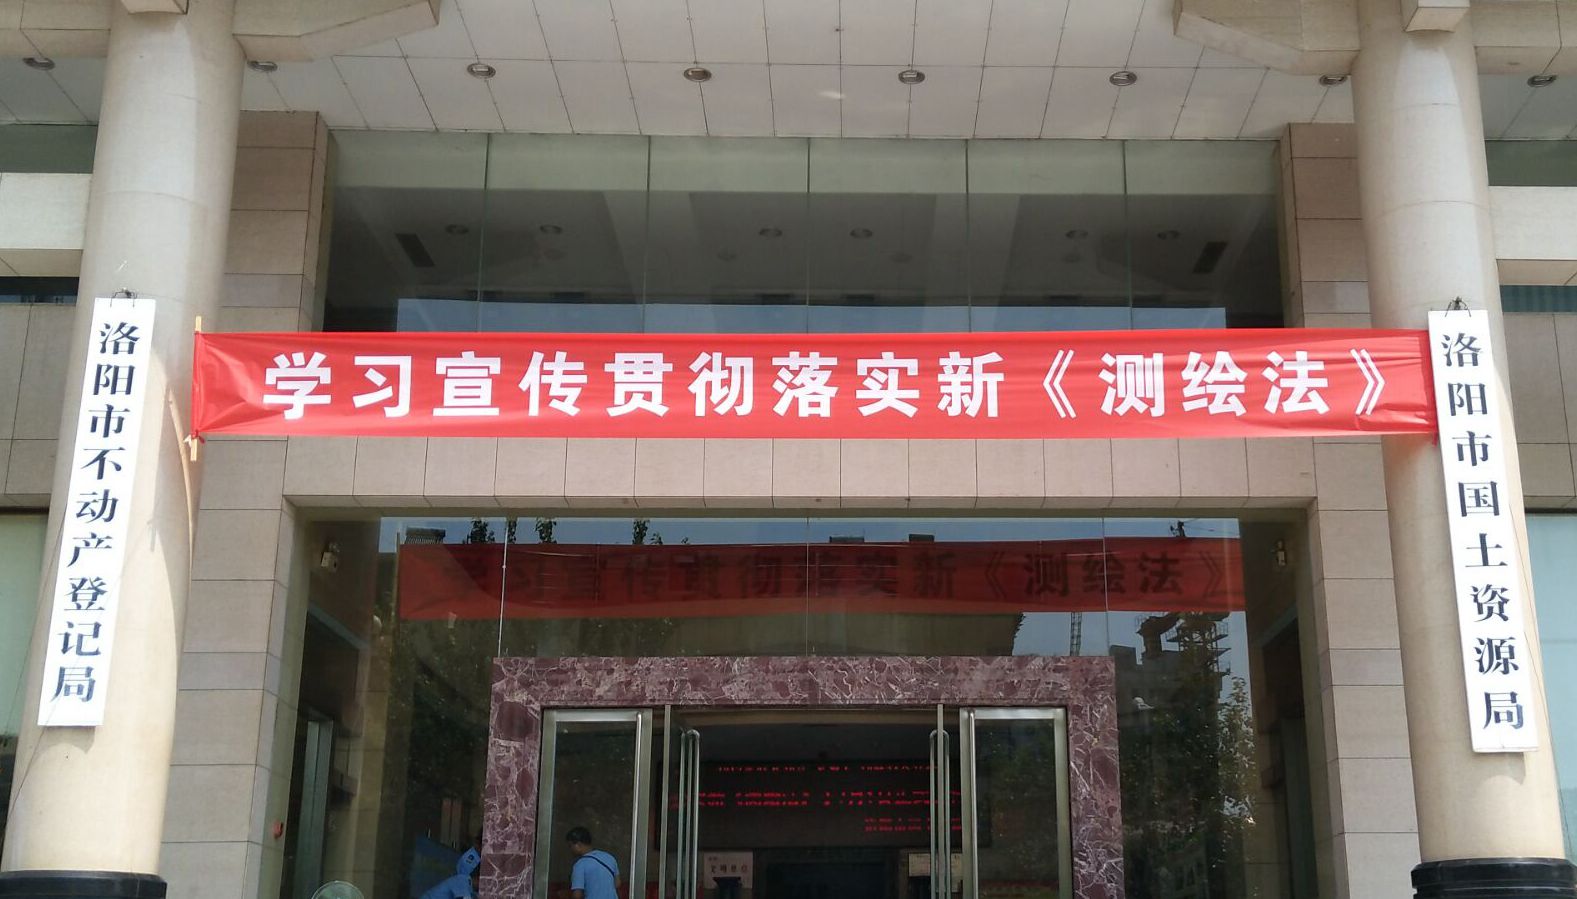 学习宣传贯彻落实新《测绘法》
洛阳市不动产登记局
洛阳市国土资源局